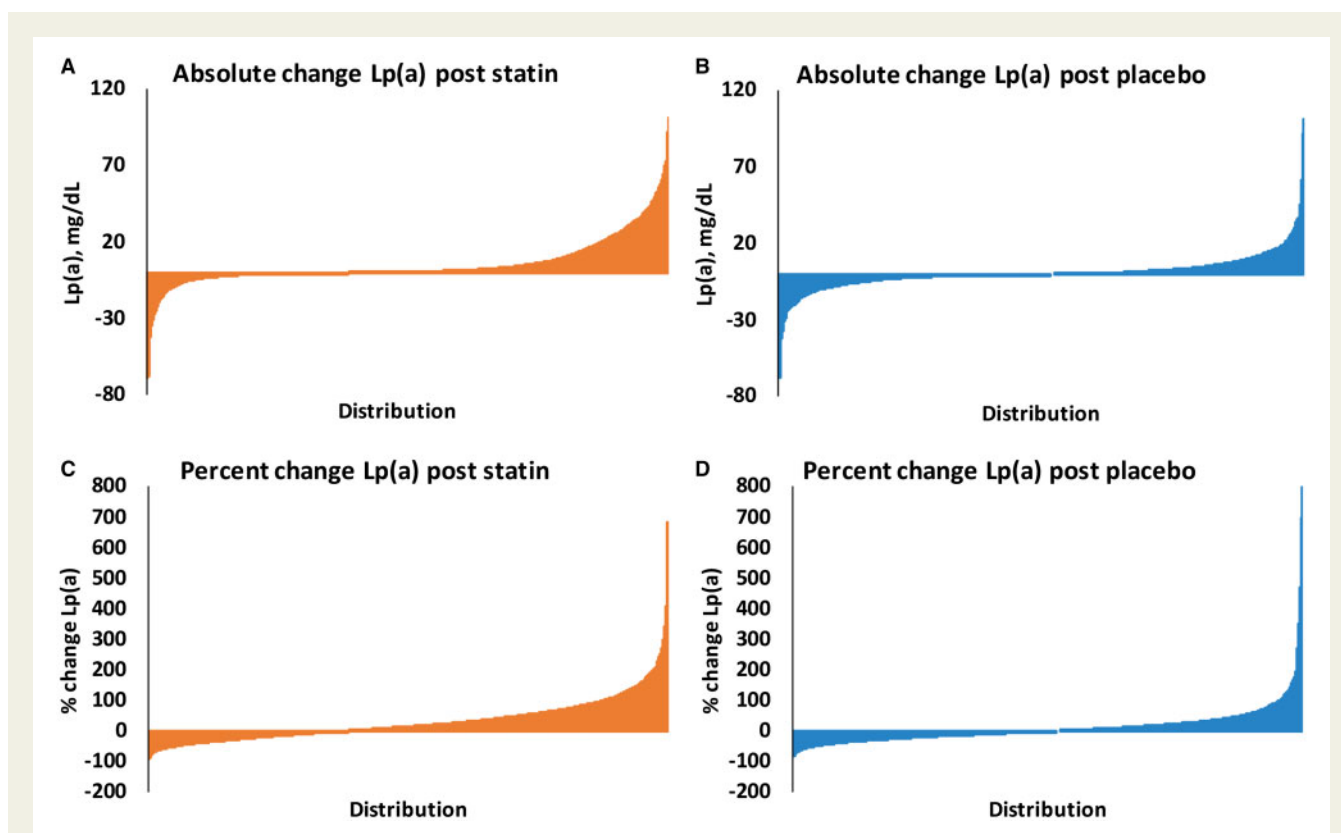 A
Absolute change Lp(a) post statin
120
70
20
-30
-80
Lp(a), mg/dL
Distribution
B
Absolute change Lp(a) post placebo
120
70
20
-30
-80
Lp(a), mg/dL
Distribution
C
Percent change Lp(a) post statin
800
700
600
500
400
300
200
100
0
-100
-200
% change Lp(a)
Distribution
D
Percent change Lp(a) post placebo
800
700
600
500
400
300
200
100
0
-100
-200
% change Lp(a)
Distribution